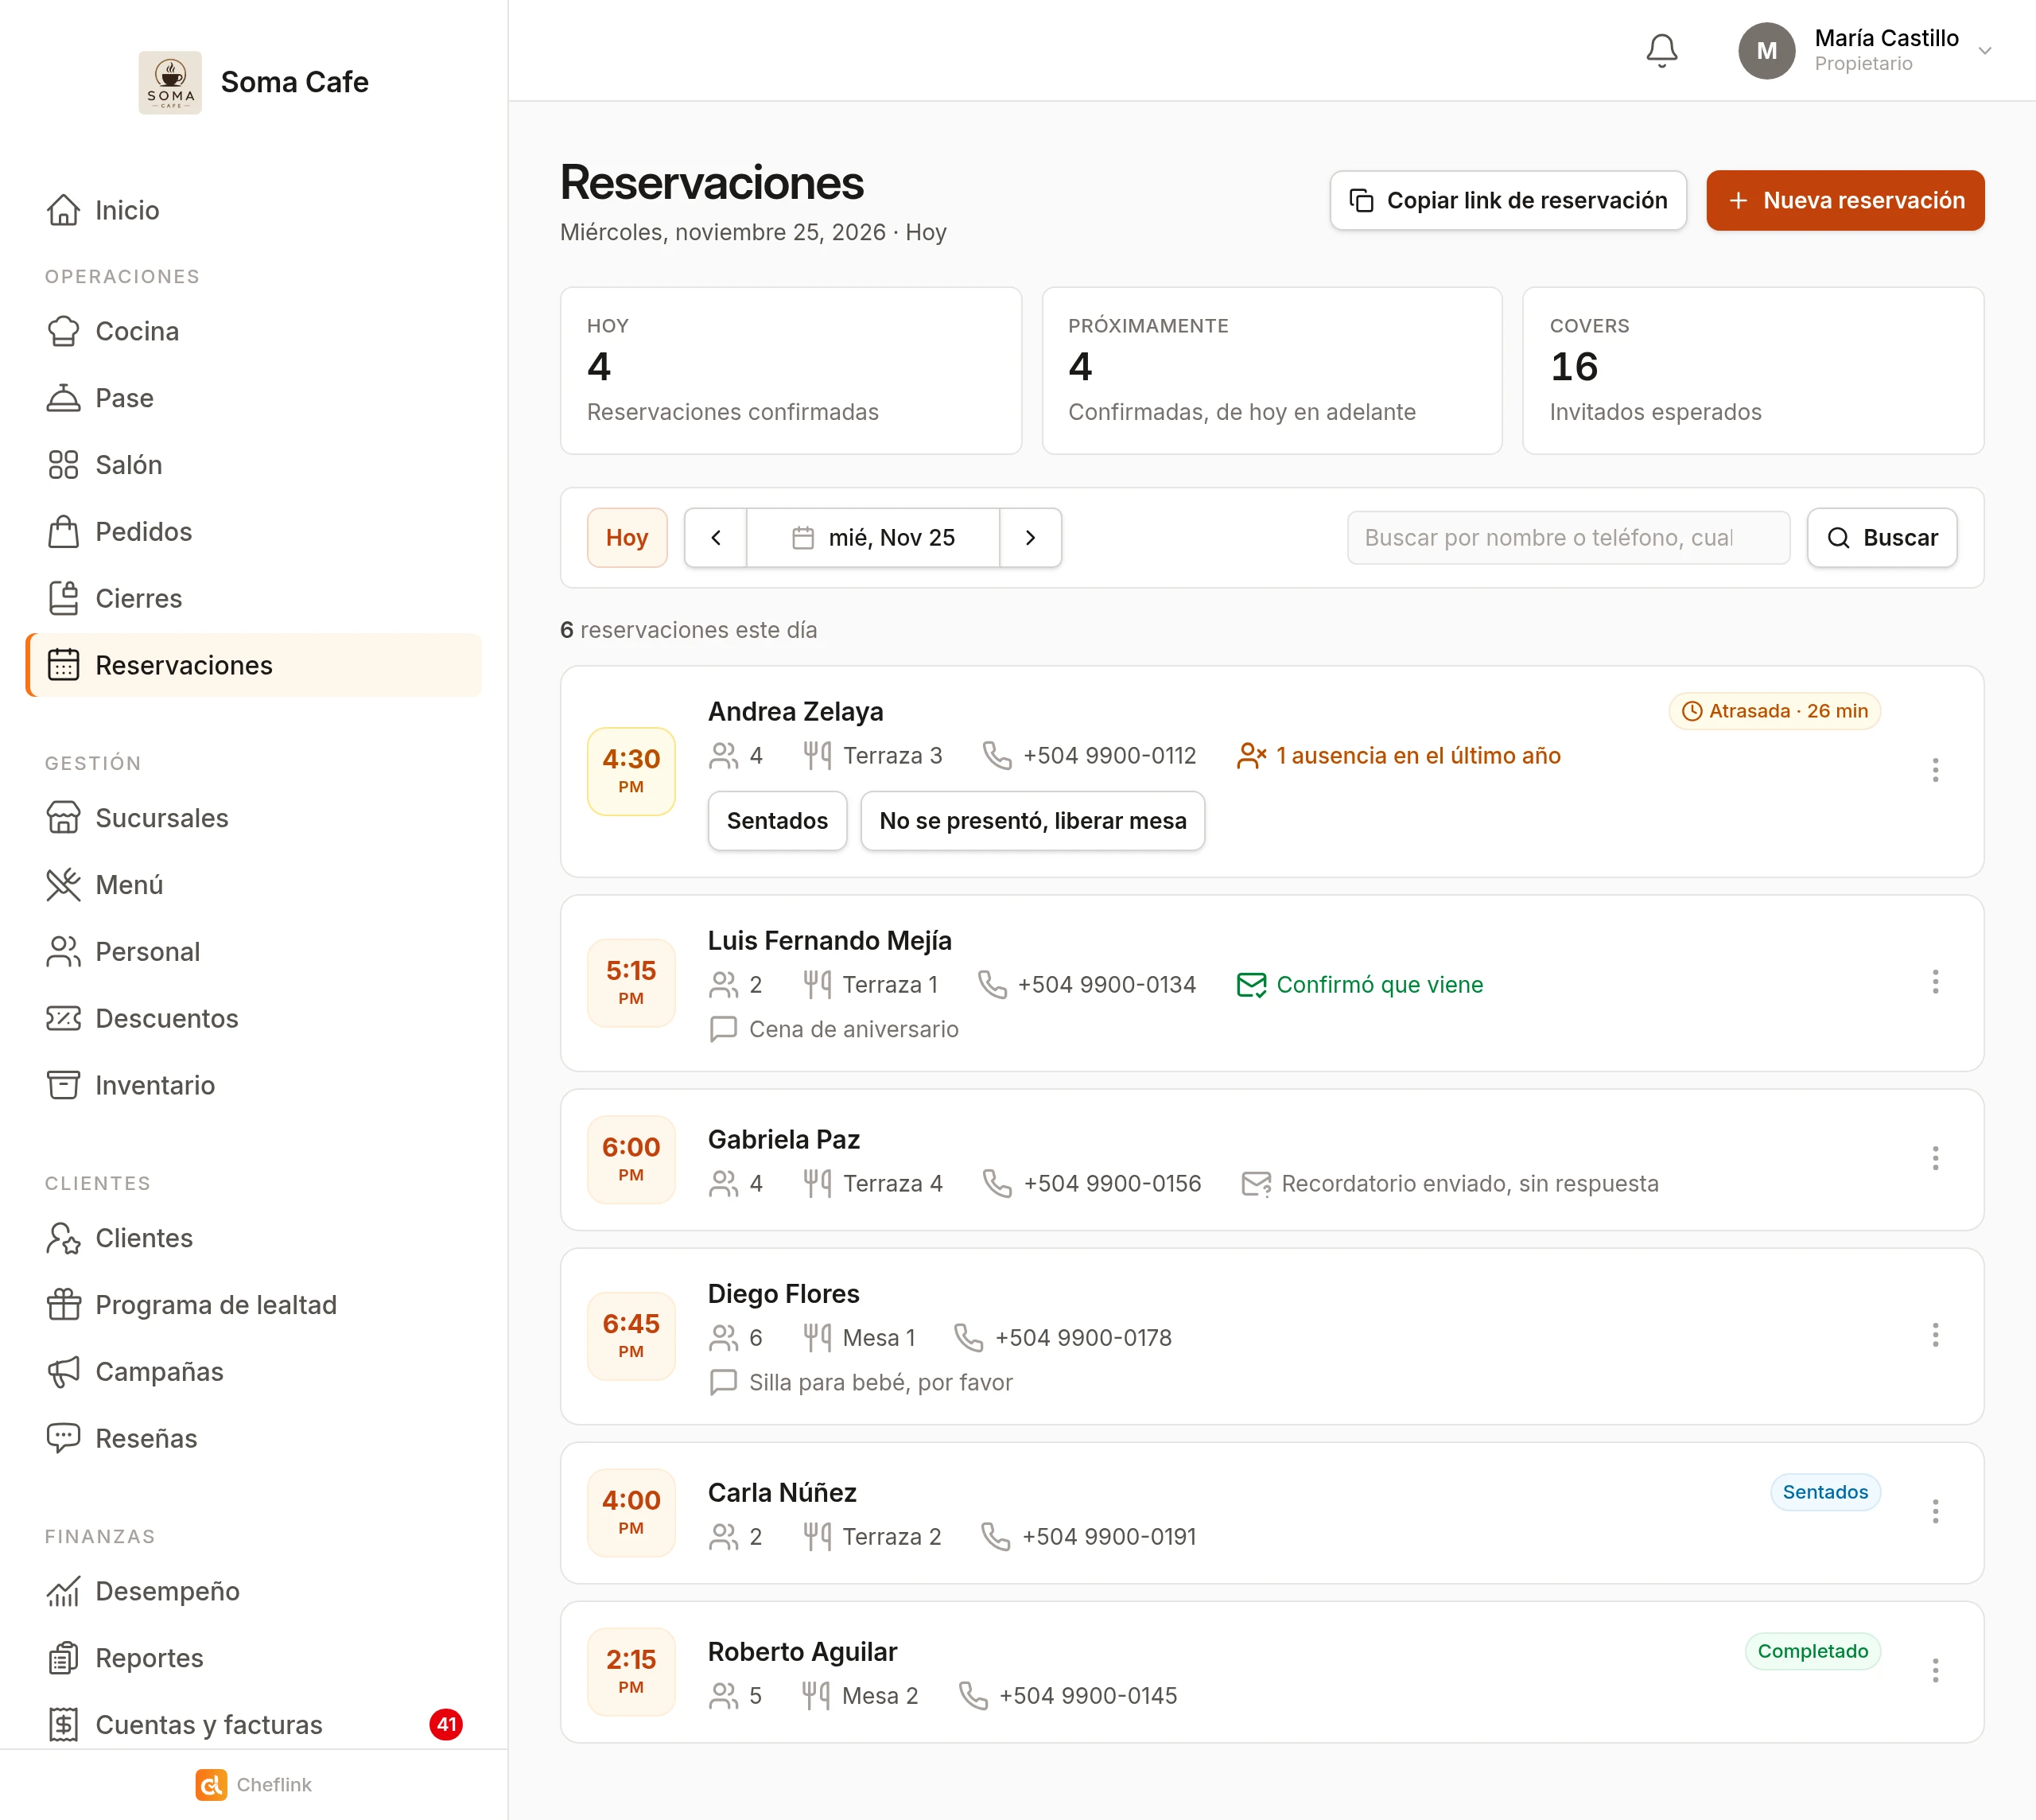 SOMA
CAFE
Soma Cafe
Inicio
OPERACIONES
Cocina
Pase
Salón
Pedidos
Cierres
Reservaciones
GESTIÓN
Sucursales
Menú
Personal
Descuentos
Inventario
CLIENTES
Clientes
Programa de lealtad
Campañas
Reseñas
FINANZAS
Desempeño
Reportes
Cuentas y facturas 41
Cheflink
M
María Castillo
Propietario
Reservaciones
Miércoles, noviembre 25, 2026 · Hoy
Copiar link de reservación
+ Nueva reservación
HOY
4
Reservaciones confirmadas
PRÓXIMAMENTE
4
Confirmadas, de hoy en adelante
COVERS
16
Invitados esperados
Hoy
mié, Nov 25
Buscar por nombre o teléfono, cual
Buscar
6 reservaciones este día
4:30
PM
Andrea Zelaya
Atrasada · 26 min
4 Terraza 3 +504 9900-0112 1 ausencia en el último año
Sentados
No se presentó, liberar mesa
5:15
PM
Luis Fernando Mejía
2 Terraza 1 +504 9900-0134 Confirmó que viene
Cena de aniversario
6:00
PM
Gabriela Paz
4 Terraza 4 +504 9900-0156 Recordatorio enviado, sin respuesta
6:45
PM
Diego Flores
6 Mesa 1 +504 9900-0178
Silla para bebé, por favor
4:00
PM
Carla Núñez
Sentados
2 Terraza 2 +504 9900-0191
2:15
PM
Roberto Aguilar
Completado
5 Mesa 2 +504 9900-0145